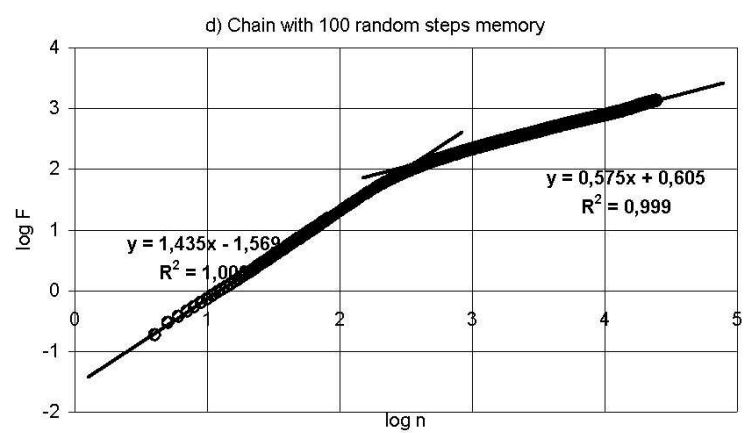 d) Chain with 100 random steps memory
4
3
2
1
0
-1
-2
log F
y = 1,435x - 1,569
R² = 1,00
y = 0,575x + 0,605
R² = 0,999
0
1
2
3
4
5
log n